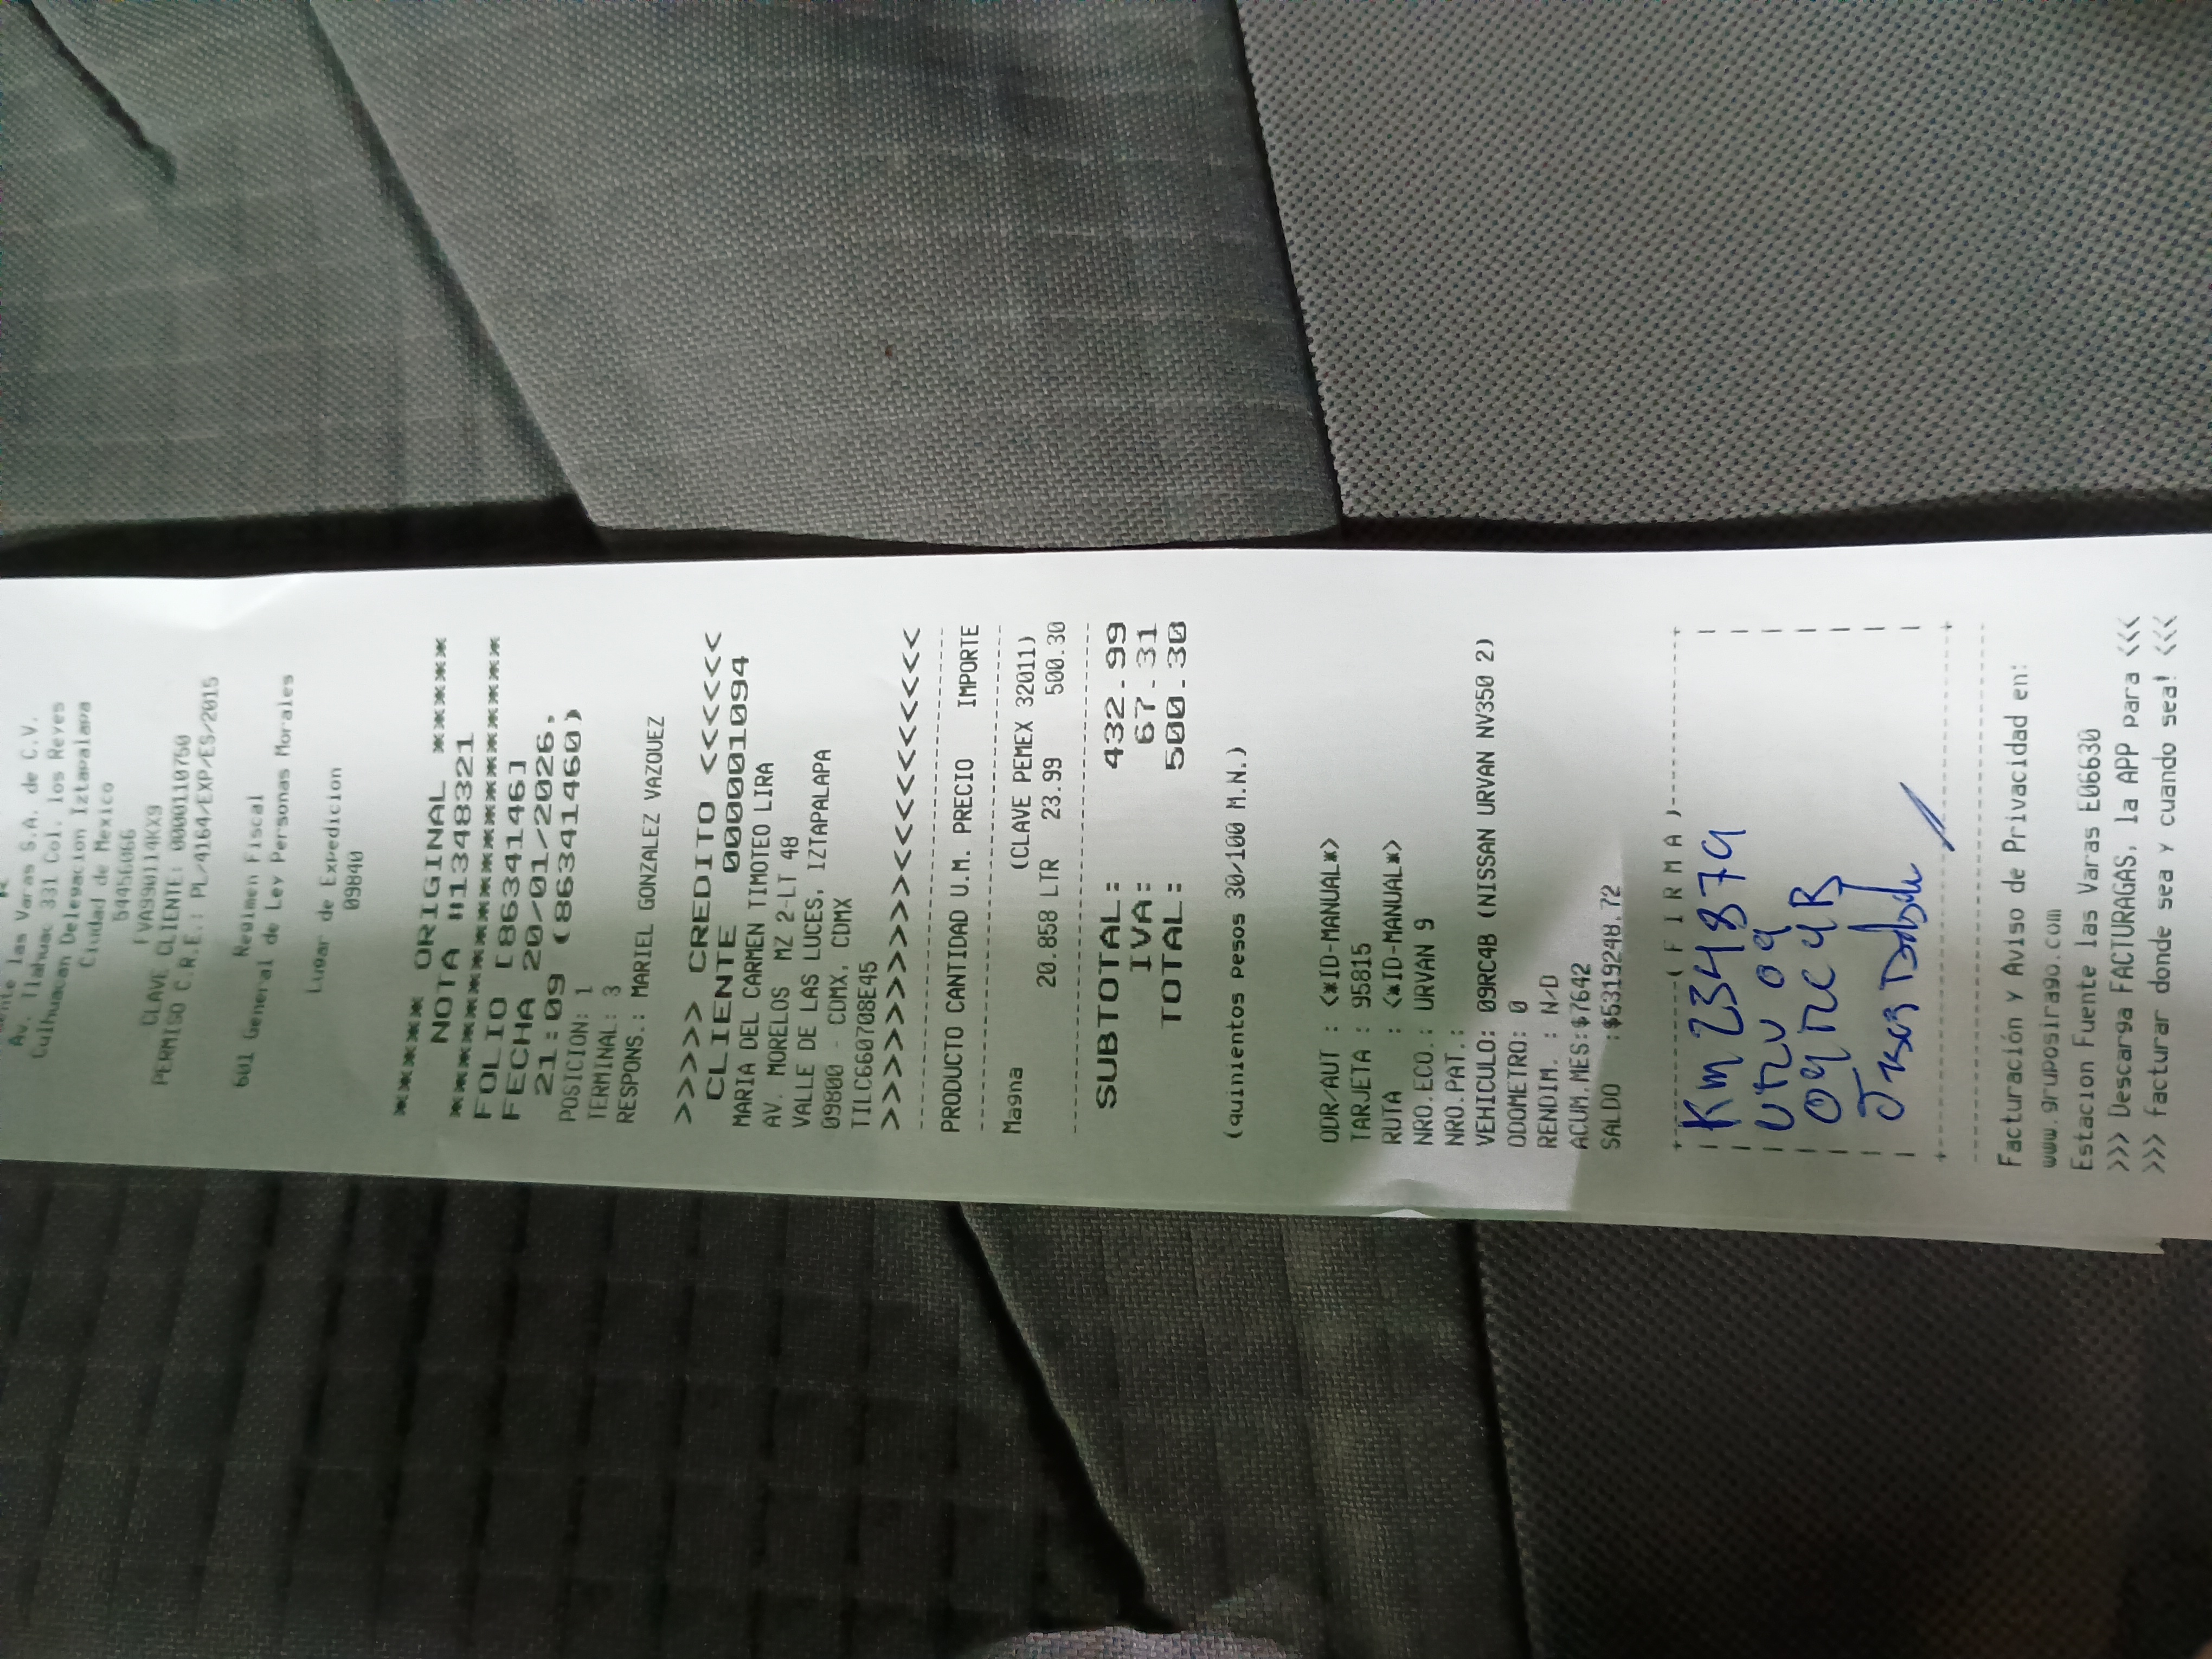 las Varas S.A. de C.V.
Av. Tlahuac 331 Col. los Reyes
Culhuacan Delegacion Iztapalapa
Ciudad de Mexico
54456066
FVA990114KX9
CLAVE CLIENTE: 0000110760
PERMISO C.R.E.: PL/4164/EXP/ES/2015
Regimen Fiscal
601 General de Ley Personas Morales
Lugar de Expedicion
09840
****** ORIGINAL ******
NOTA #13483321
FOLIO [86341460]
FECHA 20/01/2026,
21:09 (86341460)
POSICION: 1
TERMINAL: 3
RESPONS.: MARIEL GONZALEZ VAZQUEZ
>>>>> CREDITO <<<<<
CLIENTE 0000001094
MARIA DEL CARMEN TIMOTEO LIRA
AV. MORELOS MZ 2-LT 48
VALLE DE LAS LUCES, IZTAPALAPA
09800 - CDMX, CDMX
TILC660708E45
>>>>>>>>>><<<<<<<<<<
PRODUCTO CANTIDAD U.M. PRECIO IMPORTE
Magna (CLAVE PEMEX 32011)
20.858 LTR 23.99 500.30
SUBTOTAL: 432.99
IVA: 67.31
TOTAL: 500.30
(quinientos Pesos 30/100 M.N.)
ODR/AUT : <*ID-MANUAL*>
TARJETA : 95815
RUTA : <*ID-MANUAL*>
NRO.ECO.: URVAN 9
NRO.PAT.:
VEHICULO: 09RC4B (NISSAN URVAN NV350 2)
ODOMETRO: 0
RENDIM. : N/D
ACUM.MES:$7642
SALDO :$5319248.72
(F I R M A)
Km 234879
09
Facturación y Aviso de Privacidad en:
www.gruposirago.com
Estacion Fuente las Varas E06630
>>> Descarga FACTURAGAS, la APP para <<<
>>> facturar donde sea y cuando sea! <<<